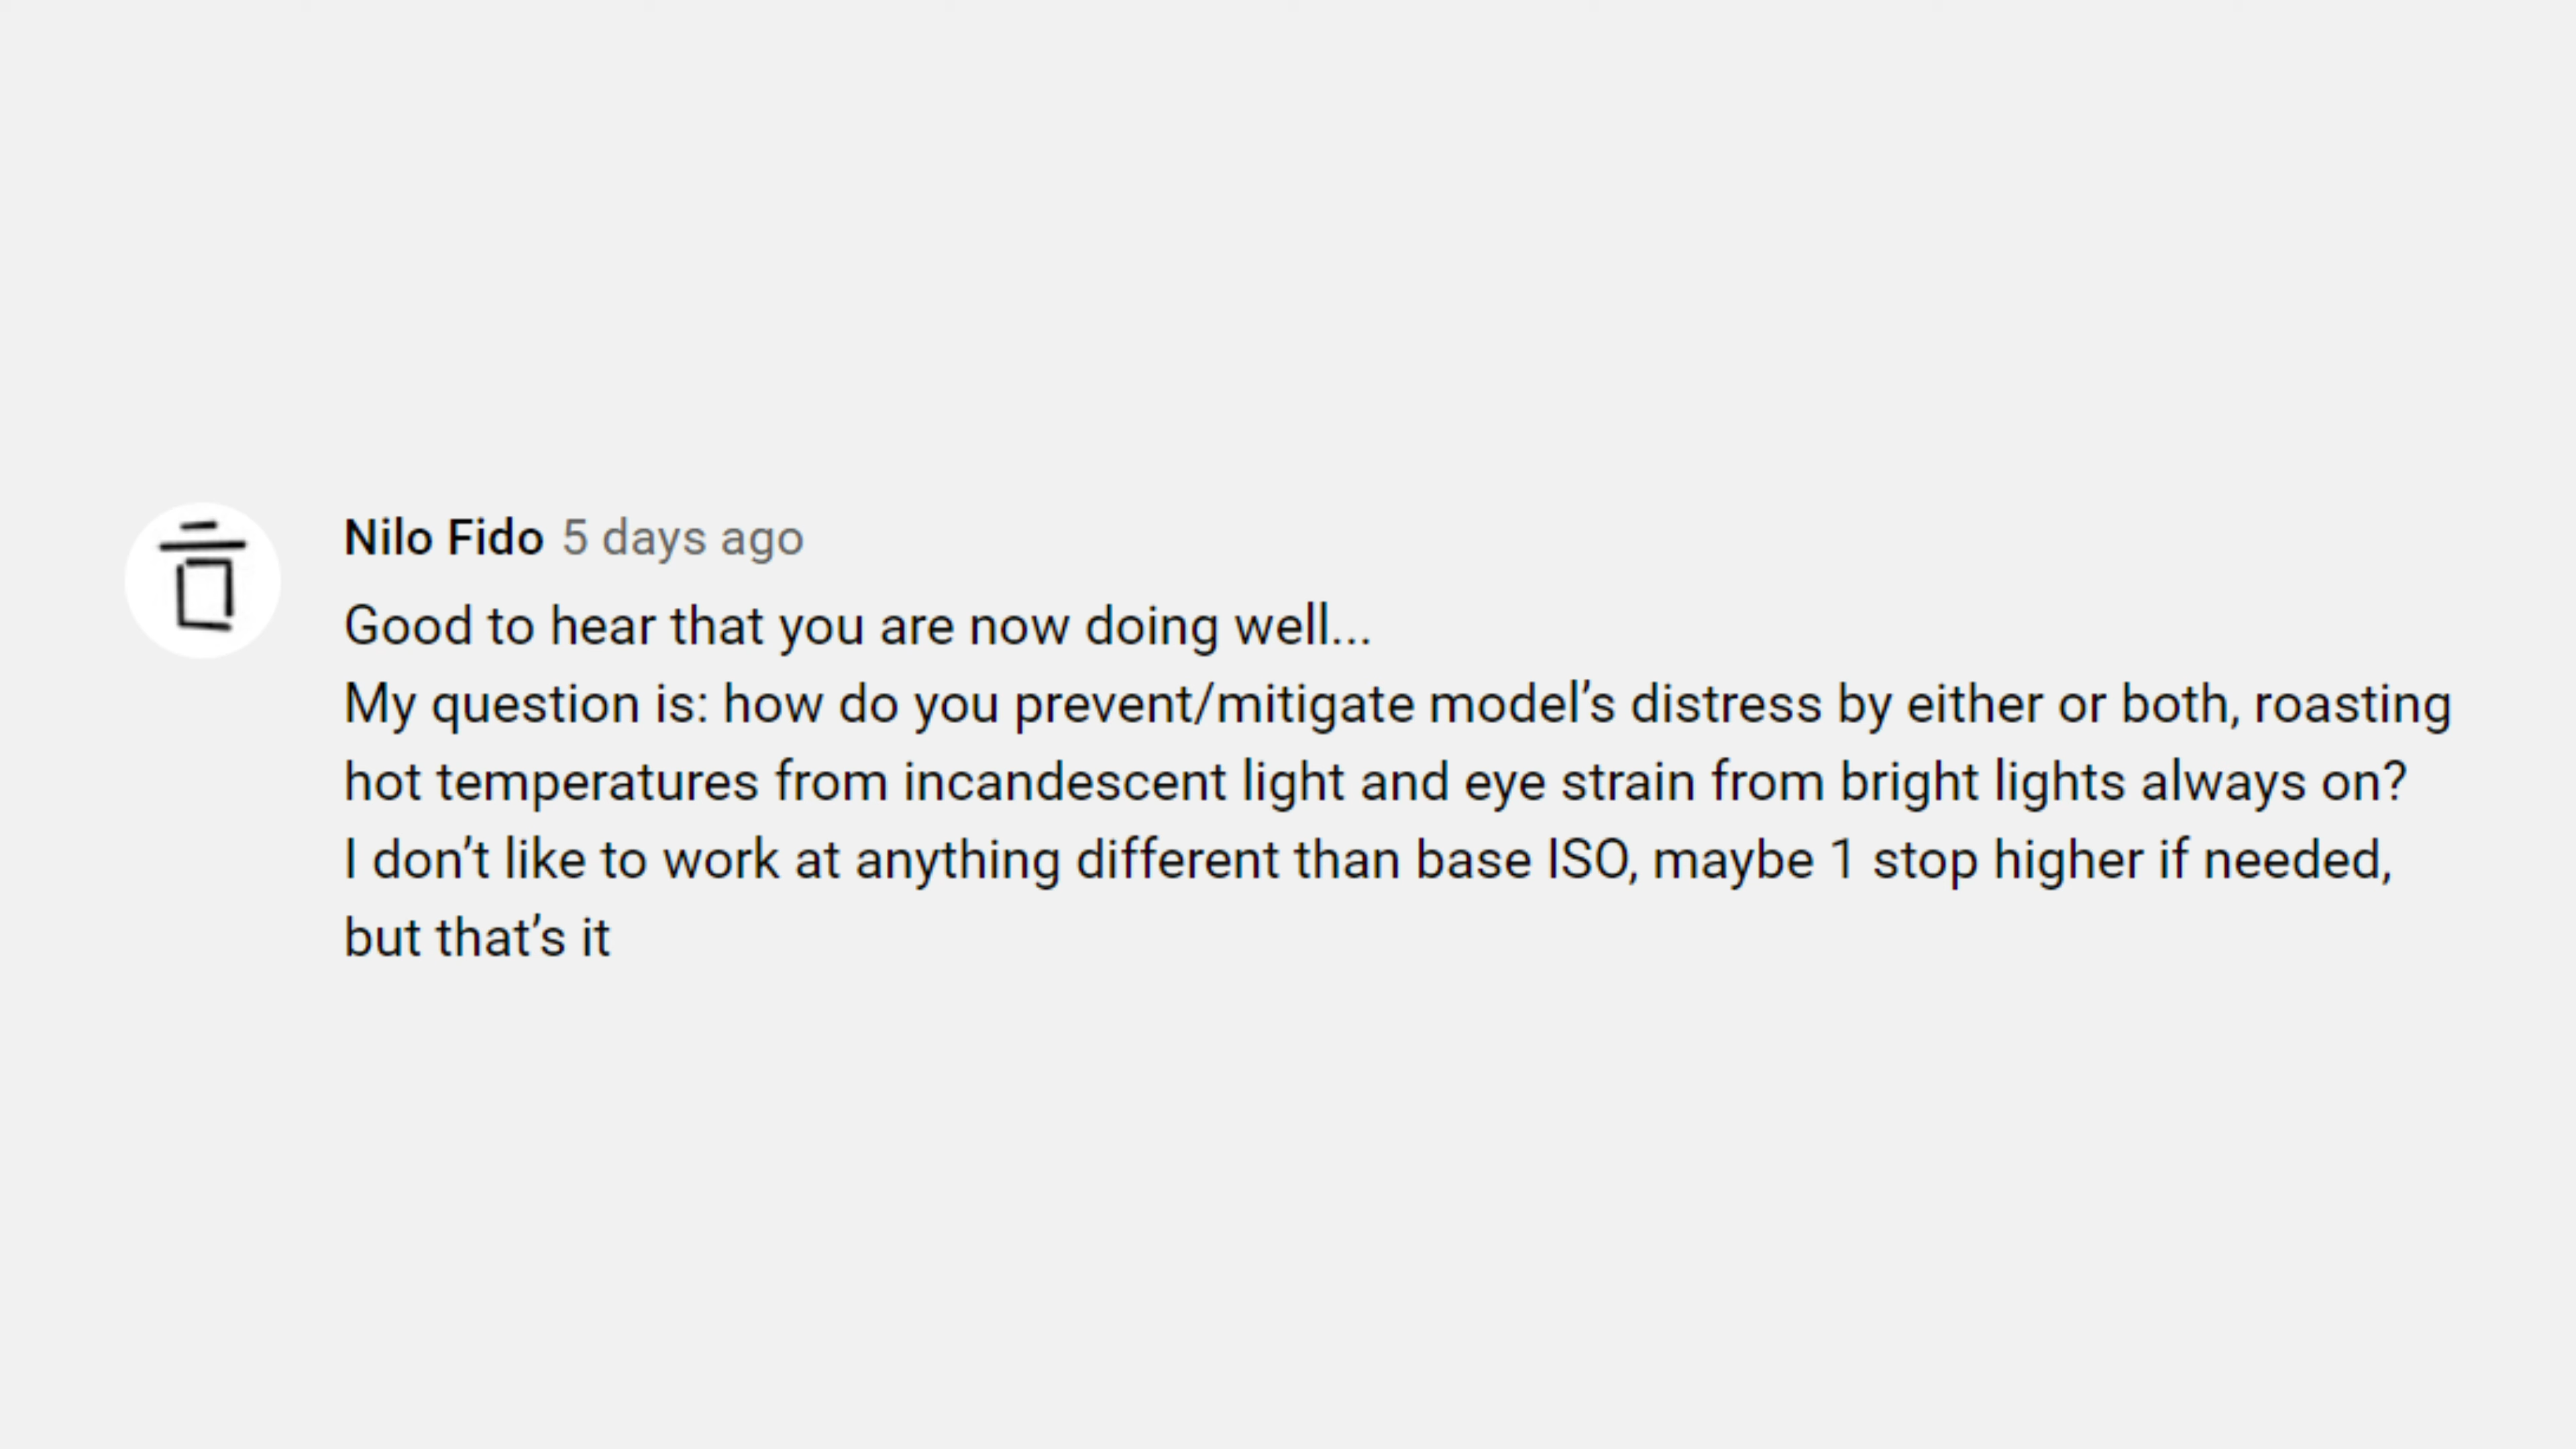 Nilo Fido 5 days ago
Good to hear that you are now doing well...
My question is: how do you prevent/mitigate model’s distress by either or both, roasting
hot temperatures from incandescent light and eye strain from bright lights always on?
I don’t like to work at anything different than base ISO, maybe 1 stop higher if needed,
but that’s it